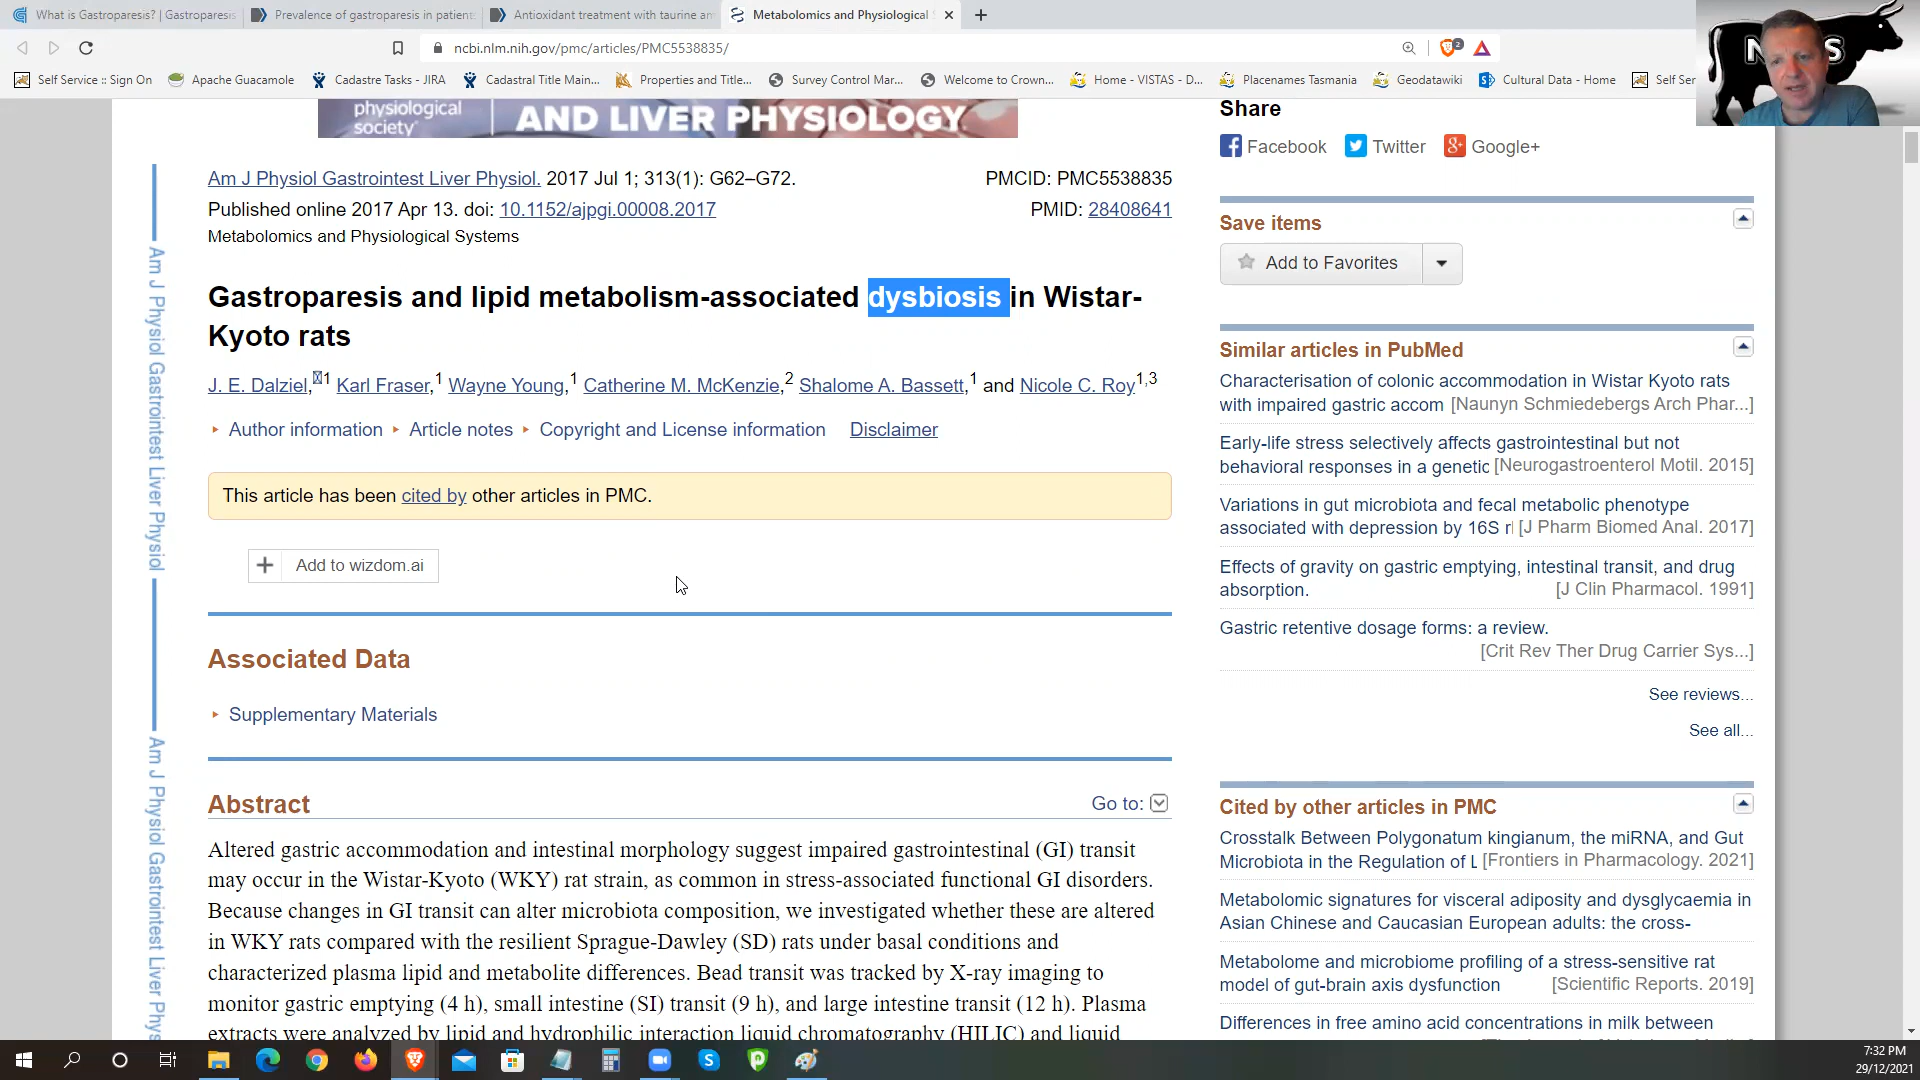 What is Gastroparesis? | Gastroparesis
Prevalence of gastroparesis in patient
Antioxidant treatment with taurine an
Metabolomics and Physiological S
ncbi.nlm.nih.gov/pmc/articles/PMC5538835/
2
Self Service :: Sign On
Apache Guacamole
Cadastre Tasks - JIRA
Cadastral Title Main...
Properties and Title...
Survey Control Mar...
Welcome to Crown...
Home - VISTAS - D...
Placenames Tasmania
Geodatawiki
Cultural Data - Home
Self Ser
physiological
society
AND LIVER PHYSIOLOGY
Am J Physiol Gastrointest Liver Physiol. 2017 Jul 1; 313(1): G62–G72.
PMCID: PMC5538835
Published online 2017 Apr 13. doi: 10.1152/ajpgi.00008.2017
PMID: 28408641
Metabolomics and Physiological Systems
Gastroparesis and lipid metabolism-associated dysbiosis in Wistar-
Kyoto rats
J. E. Dalziel,1 Karl Fraser,1 Wayne Young,1 Catherine M. McKenzie,2 Shalome A. Bassett,1 and Nicole C. Roy1,3
Author information
Article notes
Copyright and License information
Disclaimer
This article has been cited by other articles in PMC.
Add to wizdom.ai
Associated Data
Supplementary Materials
Abstract
Go to:
Altered gastric accommodation and intestinal morphology suggest impaired gastrointestinal (GI) transit
may occur in the Wistar-Kyoto (WKY) rat strain, as common in stress-associated functional GI disorders.
Because changes in GI transit can alter microbiota composition, we investigated whether these are altered
in WKY rats compared with the resilient Sprague-Dawley (SD) rats under basal conditions and
characterized plasma lipid and metabolite differences. Bead transit was tracked by X-ray imaging to
monitor gastric emptying (4 h), small intestine (SI) transit (9 h), and large intestine transit (12 h). Plasma
extracts were analyzed by lipid and hydrophilic interaction liquid chromatography (HILIC) and liquid
Am J Physiol Gastrointest Liver Physiol
Am J Physiol Gastrointest Liver Phys
Share
Facebook
Twitter
Google+
Save items
Add to Favorites
Similar articles in PubMed
Characterisation of colonic accommodation in Wistar Kyoto rats
with impaired gastric accom [Naunyn Schmiedebergs Arch Phar...]
Early-life stress selectively affects gastrointestinal but not
behavioral responses in a genetic [Neurogastroenterol Motil. 2015]
Variations in gut microbiota and fecal metabolic phenotype
associated with depression by 16S r [J Pharm Biomed Anal. 2017]
Effects of gravity on gastric emptying, intestinal transit, and drug
absorption. [J Clin Pharmacol. 1991]
Gastric retentive dosage forms: a review.
[Crit Rev Ther Drug Carrier Sys...]
See reviews...
See all...
Cited by other articles in PMC
Crosstalk Between Polygonatum kingianum, the miRNA, and Gut
Microbiota in the Regulation of L [Frontiers in Pharmacology. 2021]
Metabolomic signatures for visceral adiposity and dysglycaemia in
Asian Chinese and Caucasian European adults: the cross-
Metabolome and microbiome profiling of a stress-sensitive rat
model of gut-brain axis dysfunction [Scientific Reports. 2019]
Differences in free amino acid concentrations in milk between
7:32 PM
29/12/2021